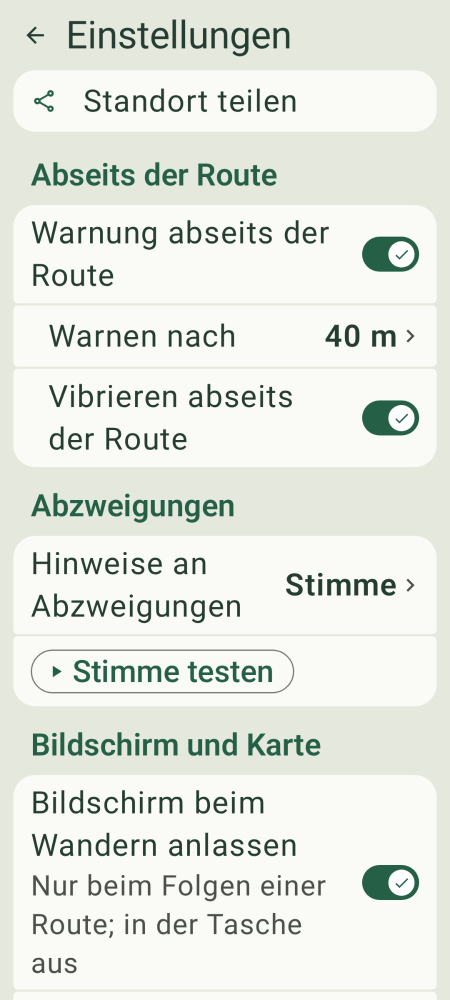 Einstellungen
Standort teilen
Abseits der Route
Warnung abseits der
Route
Warnen nach 40 m
Vibrieren abseits
der Route
Abzweigungen
Hinweise an
Abzweigungen
Stimme
Stimme testen
Bildschirm und Karte
Bildschirm beim
Wandern anlassen
Nur beim Folgen einer
Route; in der Tasche
aus